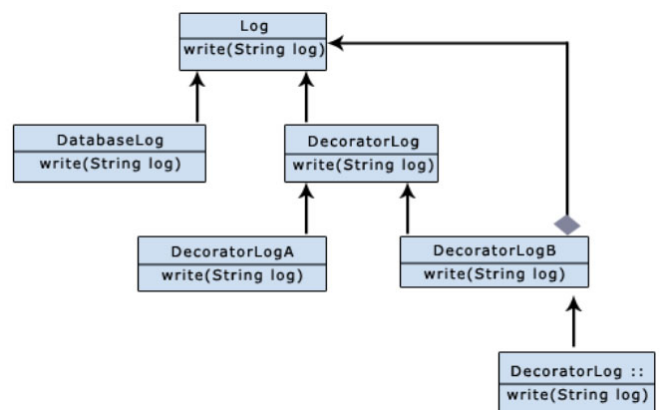 Log
write(String log)
DatabaseLog
write(String log)
DecoratorLog
write(String log)
DecoratorLogA
write(String log)
DecoratorLogB
write(String log)
DecoratorLog ::
write(String log)